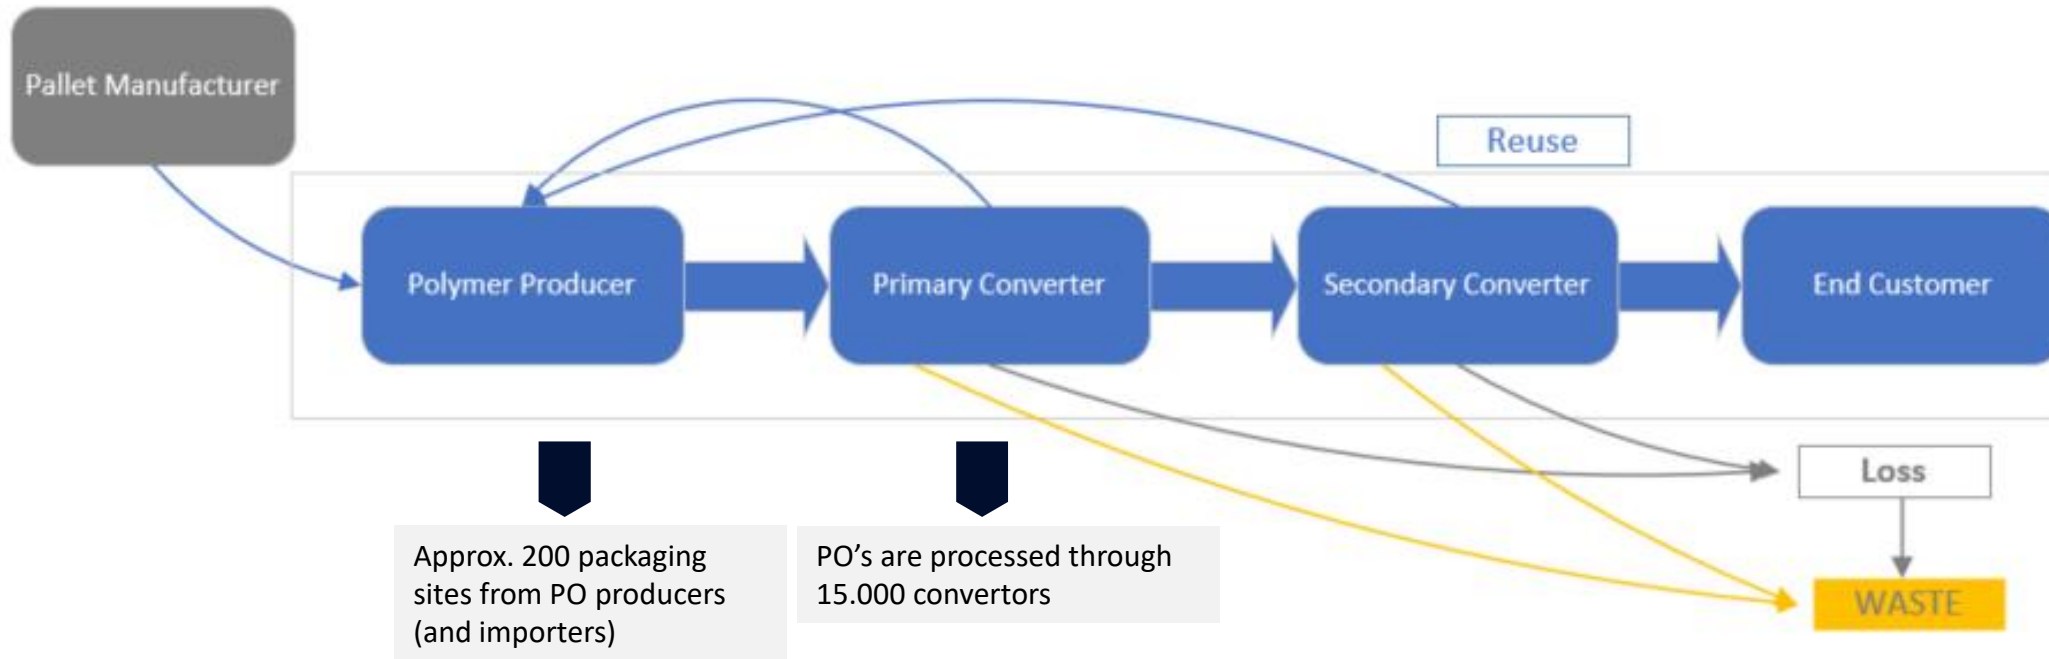 Pallet Manufacturer
Reuse
Polymer Producer
Primary Converter
Secondary Converter
End Customer
Loss
Approx. 200 packaging
sites from PO producers
(and importers)
PO’s are processed through
15.000 convertors
WASTE